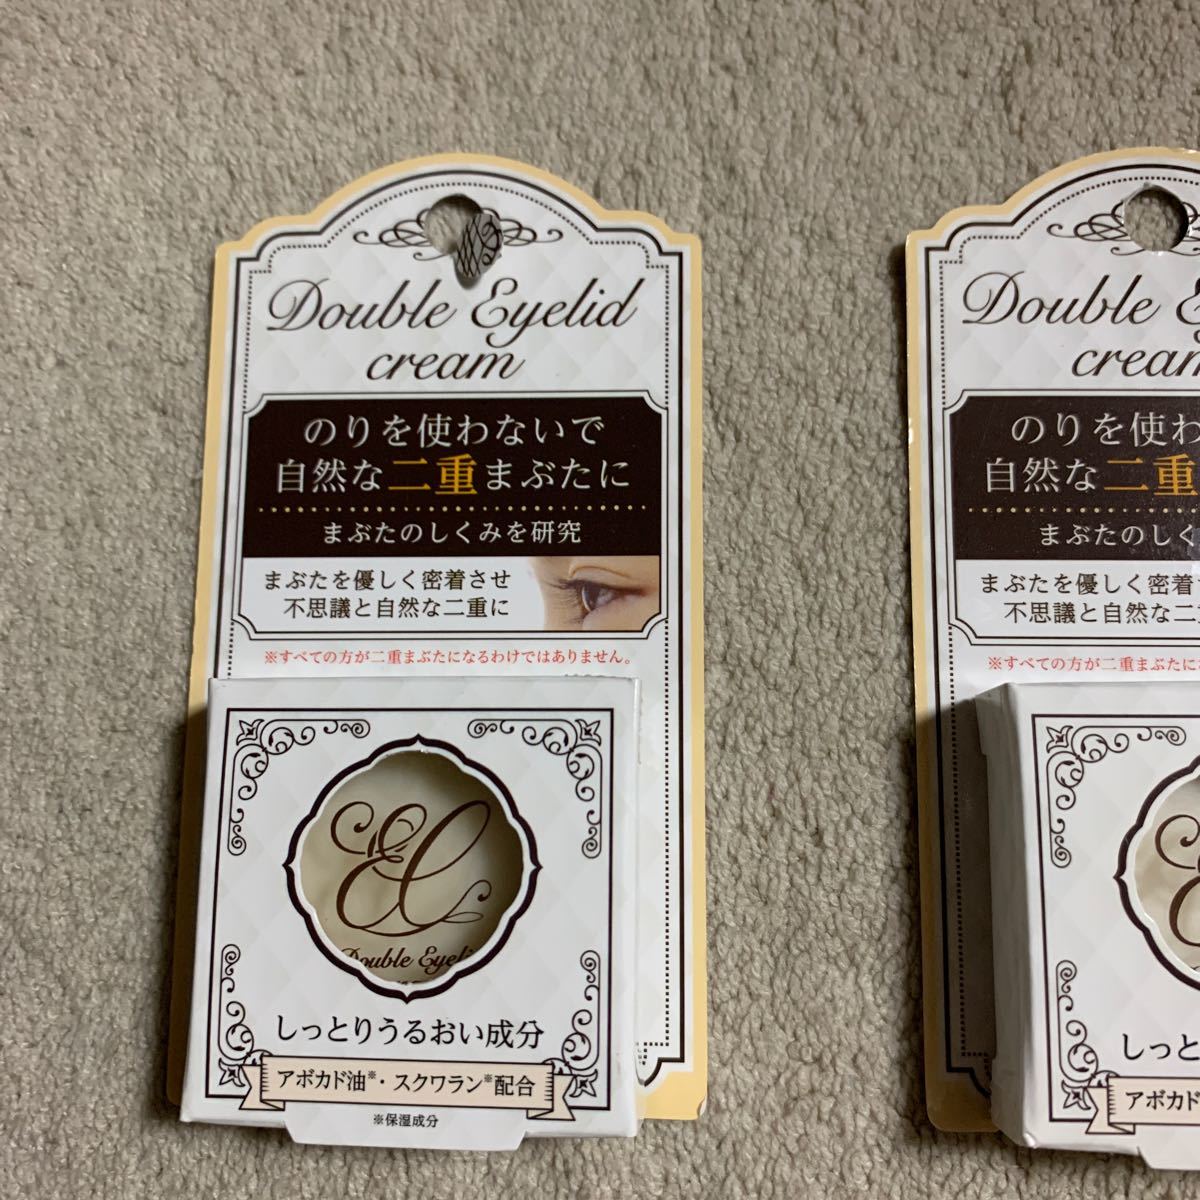 Double Eyelid
cream
のりを使わないで
自然な二重まぶたに
まぶたのしくみを研究
まぶたを優しく密着させ
不思議と自然な二重に
※すべての方が二重まぶたになるわけではありません。
EC
Double Eyeli
しっとりうるおい成分
アボカド油※・スクワラン※配合
※保湿成分
Double E
cream
のりを使わ
自然な二重
まぶたのしく
まぶたを優しく密着
不思議と自然な二
※すべての方が二重まぶたに
しっと
アボカド